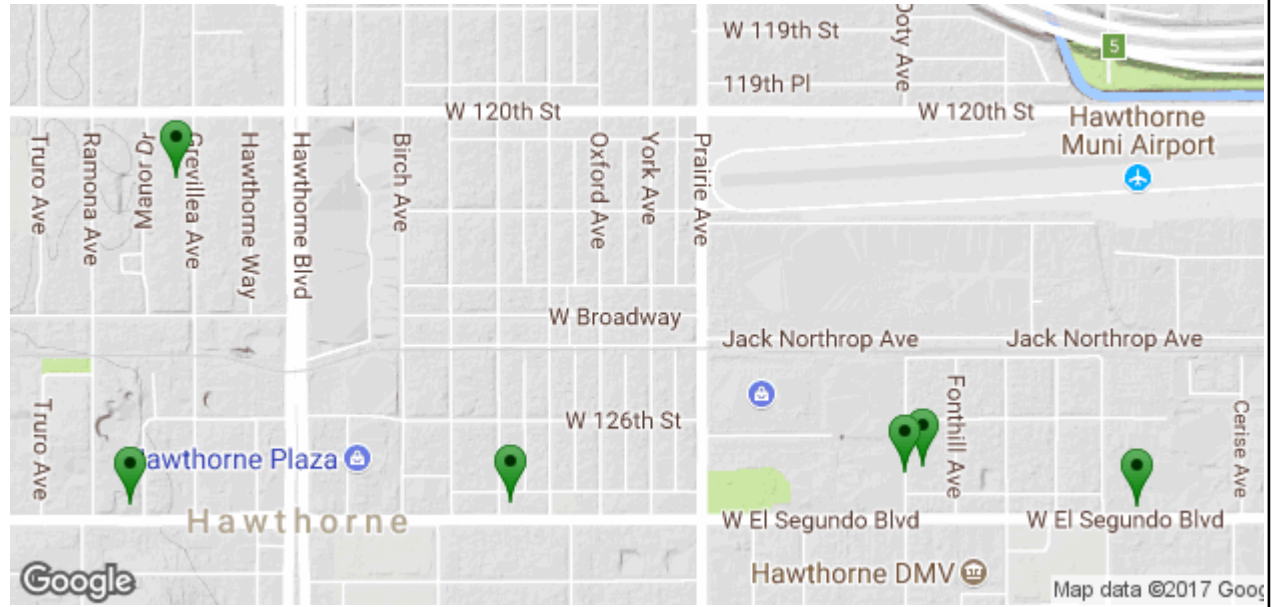 W 119th St
Doty Ave
5
119th Pl
W 120th St
W 120th St
Hawthorne
Muni Airport
Truro Ave
Ramona Ave
Manor Dr
Grevillea Ave
Hawthorne Way
Hawthorne Blvd
Birch Ave
Oxford Ave
York Ave
Prairie Ave
W Broadway
Jack Northrop Ave
Jack Northrop Ave
Truro Ave
W 126th St
Fonthill Ave
Cerise Ave
awthorne Plaza
Hawthorne
W El Segundo Blvd
W El Segundo Blvd
Google
Hawthorne DMV
Map data ©2017 Goog